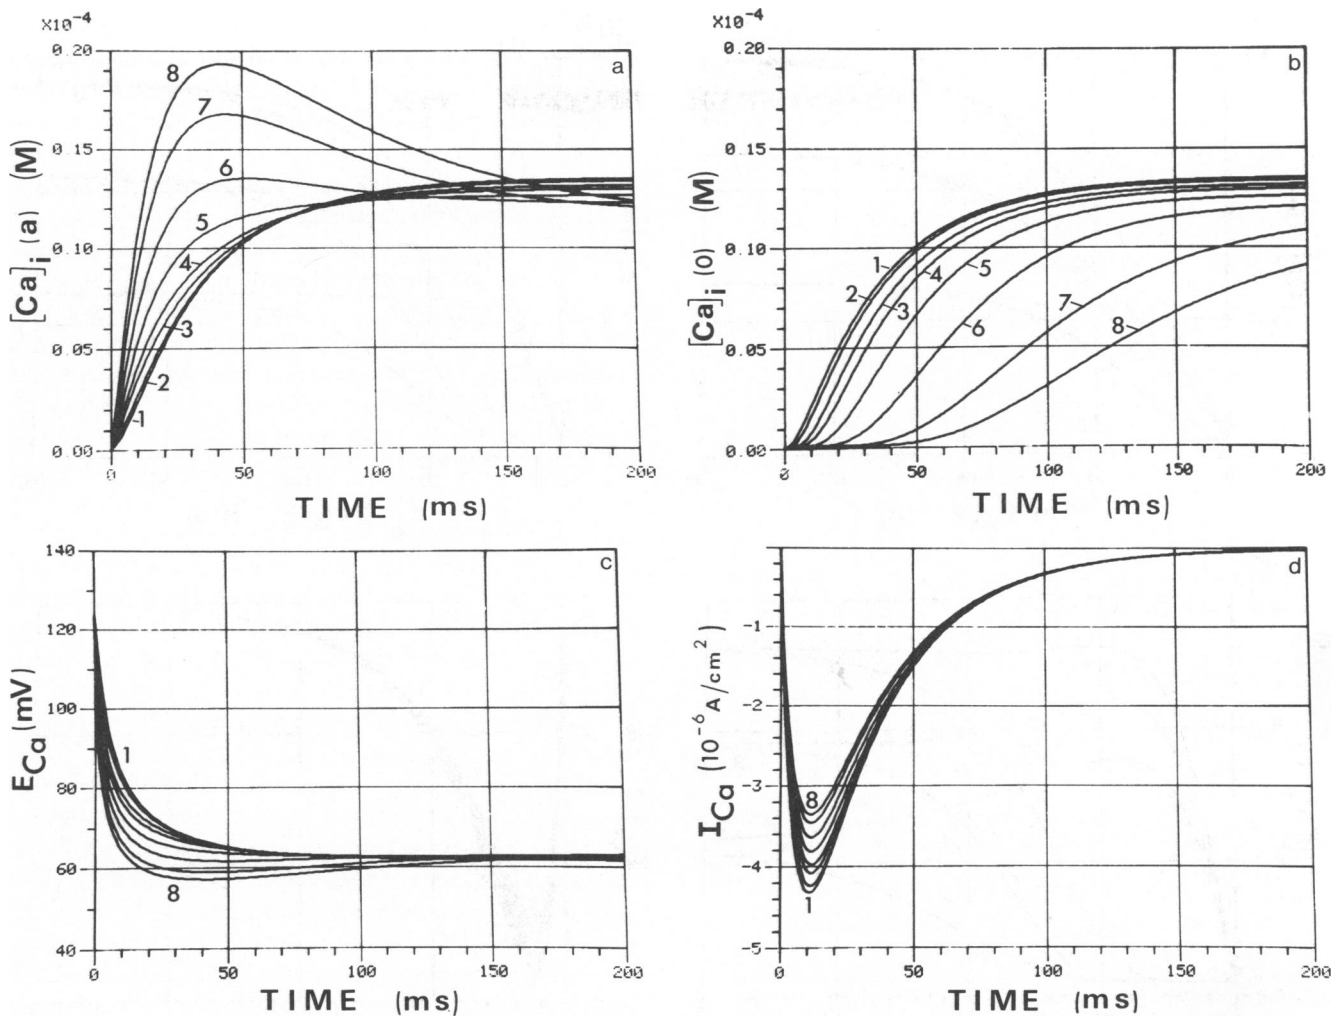 X10⁻⁴
0.20
0.15
0.10
0.05
0.00
[Ca]i (a) (M)
8
7
6
5
4
3
2
1
a
0 50 100 150 200
TIME (ms)
X10⁻⁴
0.20
0.15
0.10
0.05
0.00
[Ca]i (0) (M)
1
2
3
4
5
6
7
8
b
0 50 100 150 200
TIME (ms)
140
120
100
80
60
40
ECa (mV)
1
8
c
0 50 100 150 200
TIME (ms)
-1
-2
-3
-4
-5
ICa (10⁻⁶A/cm²)
8
1
d
0 50 100 150 200
TIME (ms)